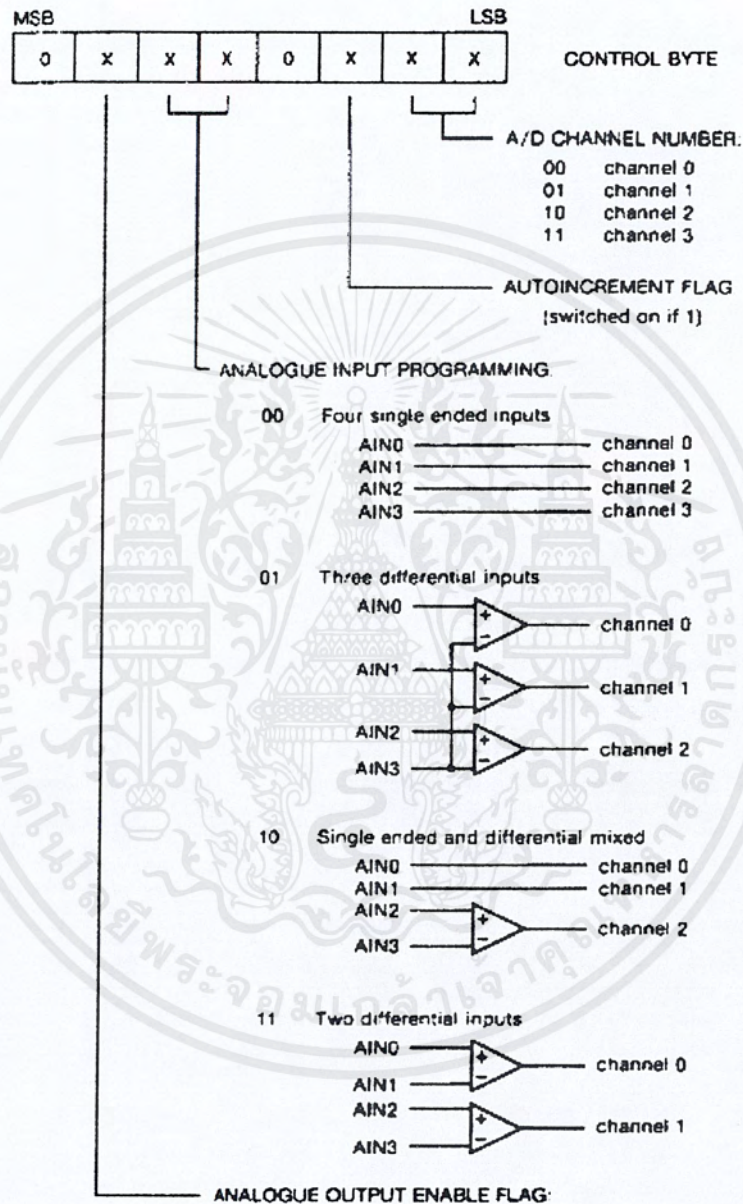 MSB LSB
0 X X X 0 X X X CONTROL BYTE
A/D CHANNEL NUMBER:
00 channel 0
01 channel 1
10 channel 2
11 channel 3
AUTOINCREMENT FLAG
(switched on if 1)
ANALOGUE INPUT PROGRAMMING:
00 Four single ended inputs
AIN0 channel 0
AIN1 channel 1
AIN2 channel 2
AIN3 channel 3
01 Three differential inputs
AIN0 + − channel 0
AIN1 + − channel 1
AIN2 + − channel 2
AIN3
10 Single ended and differential mixed
AIN0 channel 0
AIN1 channel 1
AIN2 + channel 2
AIN3 −
11 Two differential inputs
AIN0 + channel 0
AIN1 −
AIN2 + channel 1
AIN3 −
ANALOGUE OUTPUT ENABLE FLAG: